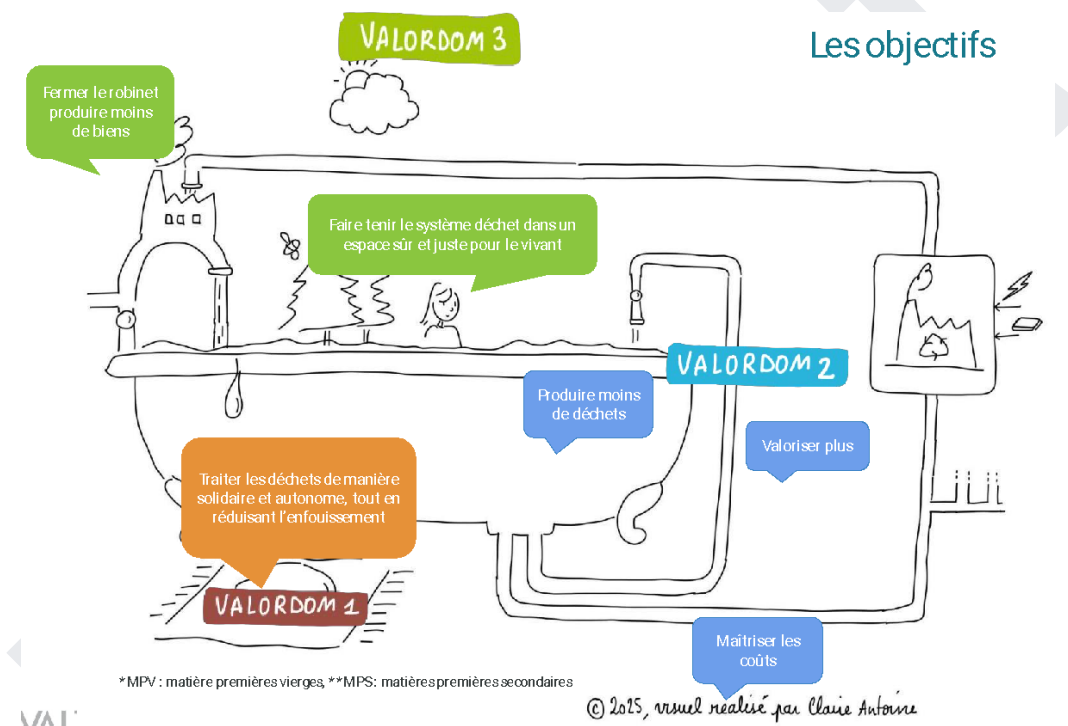 Les objectifs
VALORDOM 3
Fermer le robinet
produire moins
de biens
Faire tenir le système déchet dans un
espace sûr et juste pour le vivant
VALORDOM 2
Produire moins
de déchets
Valoriser plus
Traiter les déchets de manière
solidaire et autonome, tout en
réduisant l'enfouissement
VALORDOM 1
Maîtriser les
coûts
*MPV : matière premières vierges, **MPS: matières premières secondaires
© 2025, visuel réalisé par Claire Antoine